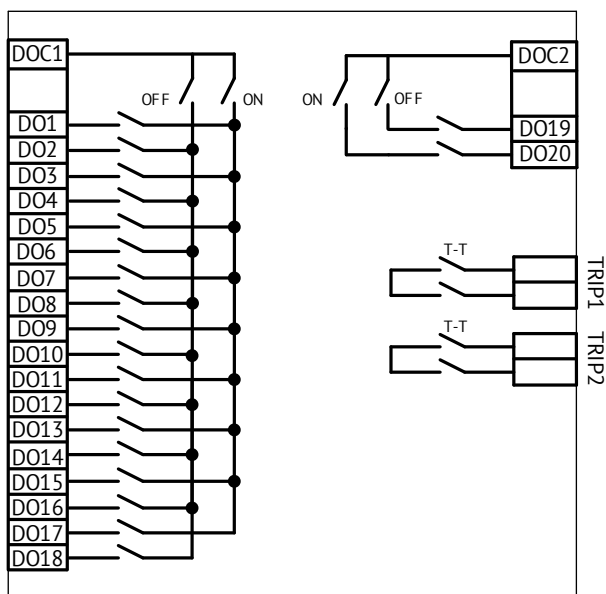 DOC1
OFF
ON
DO1
DO2
DO3
DO4
DO5
DO6
DO7
DO8
DO9
DO10
DO11
DO12
DO13
DO14
DO15
DO16
DO17
DO18
DOC2
ON
OFF
DO19
DO20
T-T
TRIP1
T-T
TRIP2